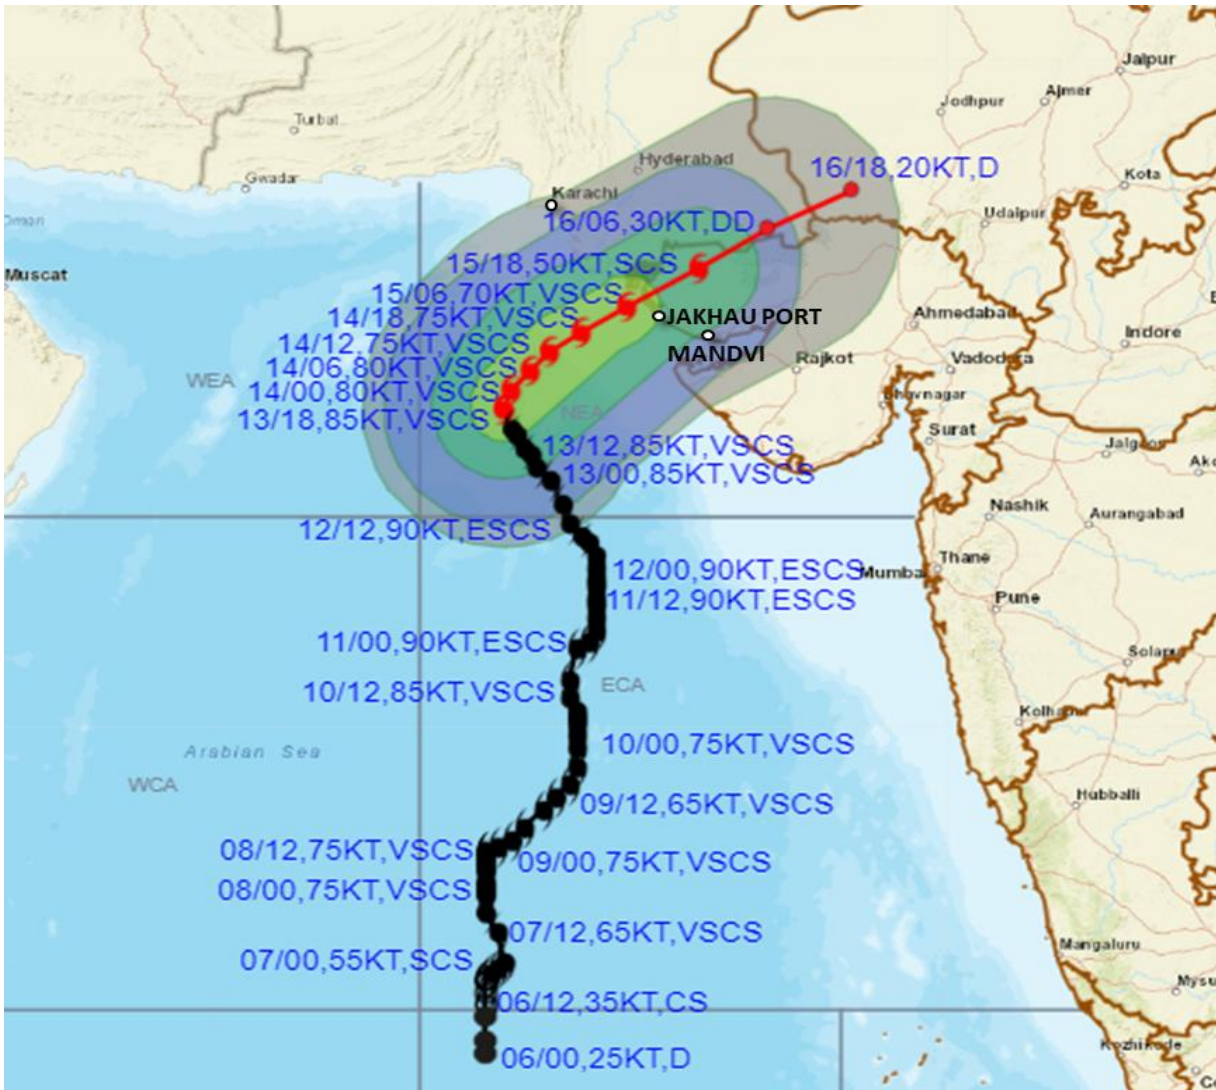 Jaipur
Ajmer
Jodhpur
Turbat
Hyderabad
16/18,20KT,D
Kota
Gwadar
Karachi
Udaipur
16/06,30KT,DD
Oman
Muscat
15/18,50KT,SCS
15/06,70KT,VSCS
JAKHAU PORT
14/18,75KT,VSCS
Ahmedabad
Indore
14/12,75KT,VSCS
MANDVI
Rajkot
Vadodara
14/06,80KT,VSCS
WEA
14/00,80KT,VSCS
Bhavnagar
13/18,85KT,VSCS
NEA
Surat
13/12,85KT,VSCS
Jalgaon
13/00,85KT,VSCS
Nashik
Aurangabad
12/12,90KT,ESCS
Thane
12/00,90KT,ESCS
Mumbai
11/12,90KT,ESCS
Pune
11/00,90KT,ESCS
Solapu
ECA
10/12,85KT,VSCS
Kolhapur
10/00,75KT,VSCS
Arabian Sea
WCA
Hubballi
09/12,65KT,VSCS
08/12,75KT,VSCS
09/00,75KT,VSCS
08/00,75KT,VSCS
07/12,65KT,VSCS
Mangaluru
07/00,55KT,SCS
Mysu
06/12,35KT,CS
Kozhikode
06/00,25KT,D